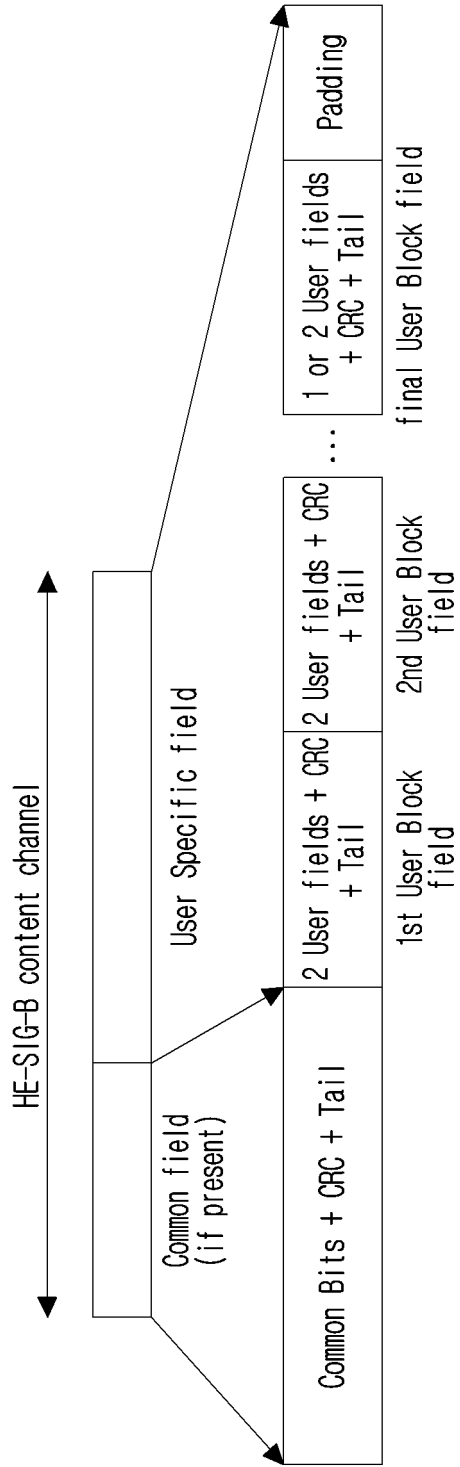 HE-SIG-B content channel
Common field
(if present)
User Specific field
Common Bits + CRC + Tail
2 User fields + CRC
+ Tail
2 User fields + CRC
+ Tail
...
1 or 2 User fields
+ CRC + Tail
Padding
1st User Block
field
2nd User Block
field
final User Block field